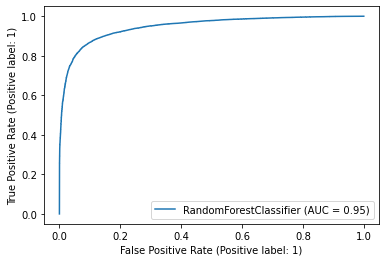 1.0
0.8
0.6
0.4
0.2
0.0
True Positive Rate (Positive label: 1)
RandomForestClassifier (AUC = 0.95)
0.0 0.2 0.4 0.6 0.8 1.0
False Positive Rate (Positive label: 1)